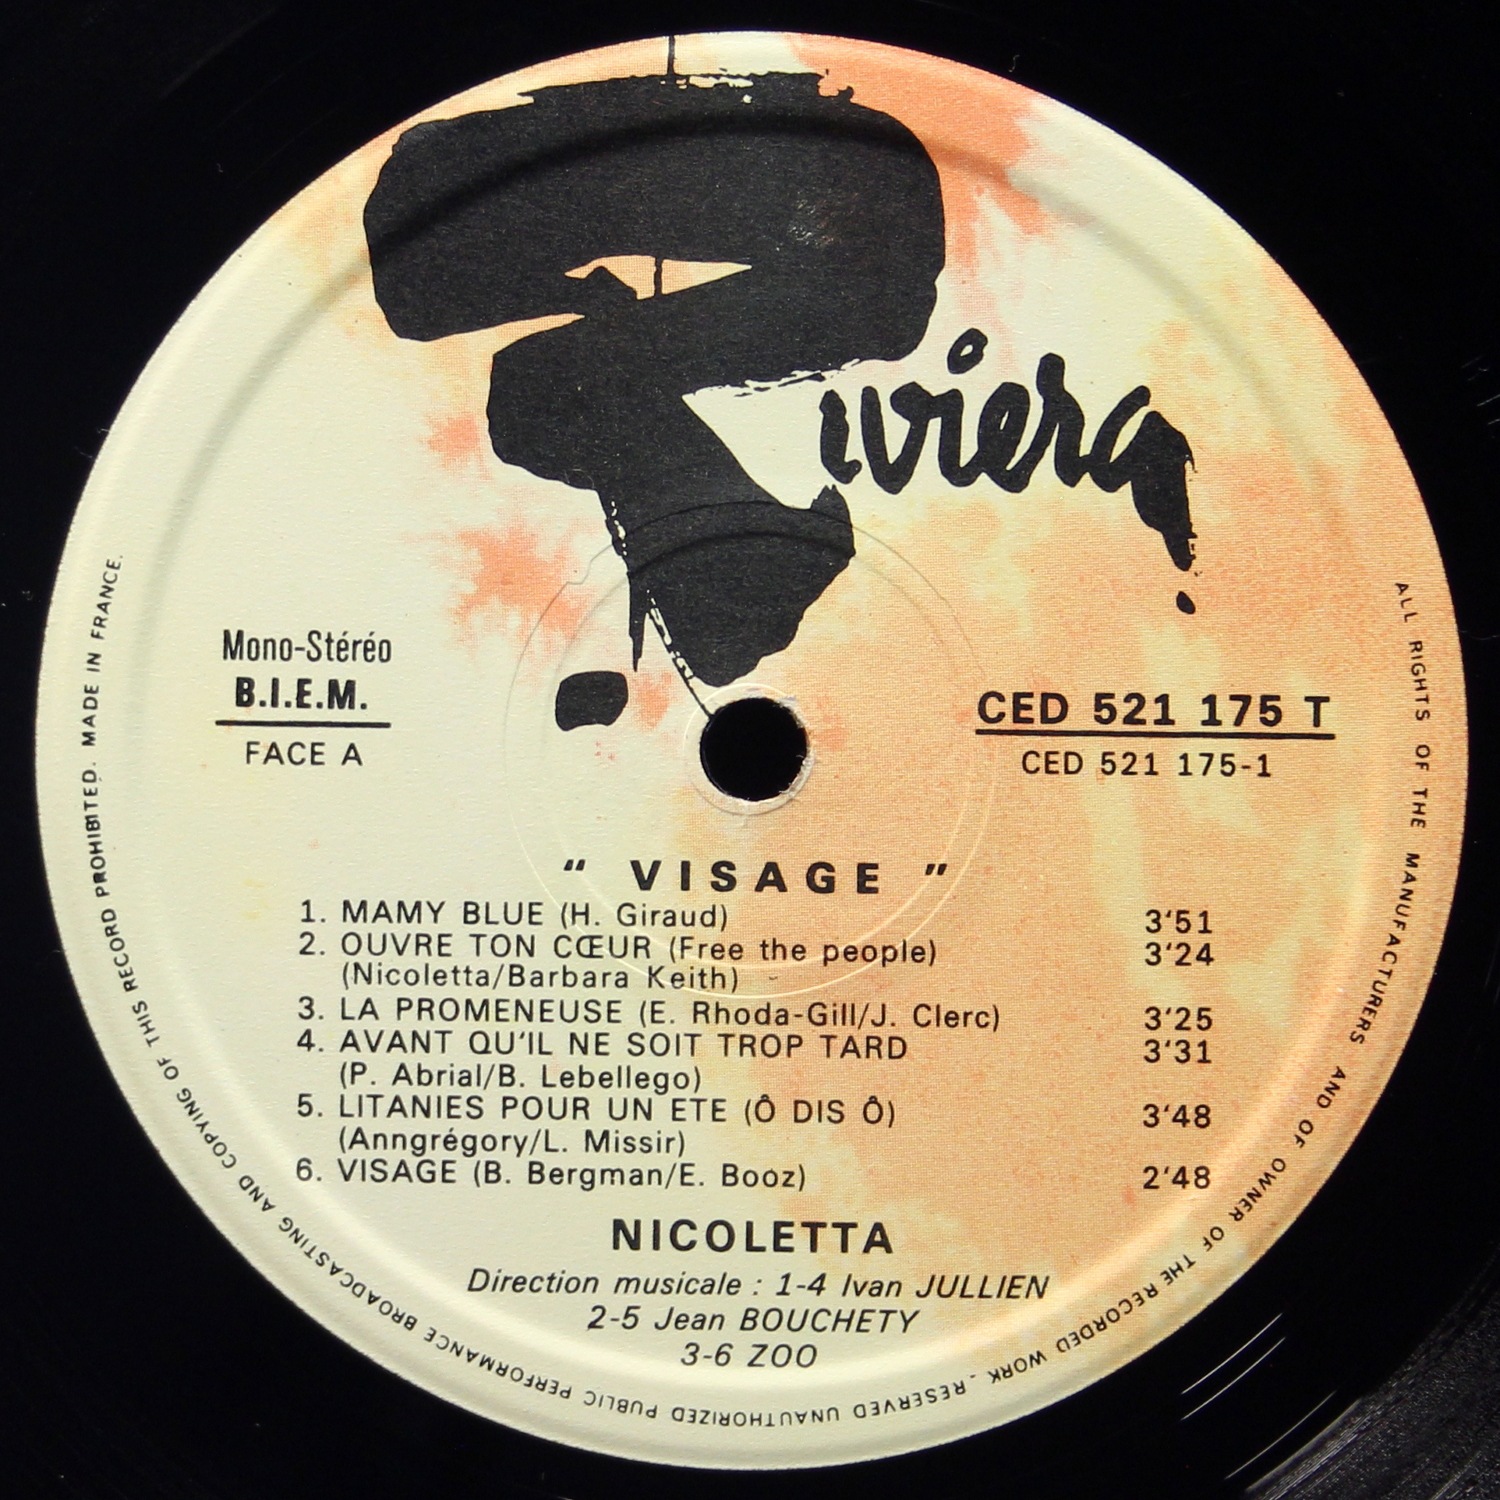 Riviera
Mono-Stéréo
B.I.E.M.
FACE A
CED 521 175 T
CED 521 175-1
“ VISAGE ”
1. MAMY BLUE (H. Giraud) 3‘51
2. OUVRE TON CŒUR (Free the people) 3‘24
(Nicoletta/Barbara Keith)
3. LA PROMENEUSE (E. Rhoda-Gill/J. Clerc) 3‘25
4. AVANT QU‘IL NE SOIT TROP TARD 3‘31
(P. Abrial/B. Lebellego)
5. LITANIES POUR UN ETE (Ô DIS Ô) 3‘48
(Anngrégory/L. Missir)
6. VISAGE (B. Bergman/E. Booz) 2‘48
NICOLETTA
Direction musicale : 1-4 Ivan JULLIEN
2-5 Jean BOUCHETY
3-6 ZOO
ALL RIGHTS OF THE MANUFACTURERS AND OF OWNER OF THE RECORDED WORK - RESERVED UNAUTHORIZED PUBLIC PERFORMANCE BROADCASTING AND COPYING OF THIS RECORD PROHIBITED. MADE IN FRANCE.